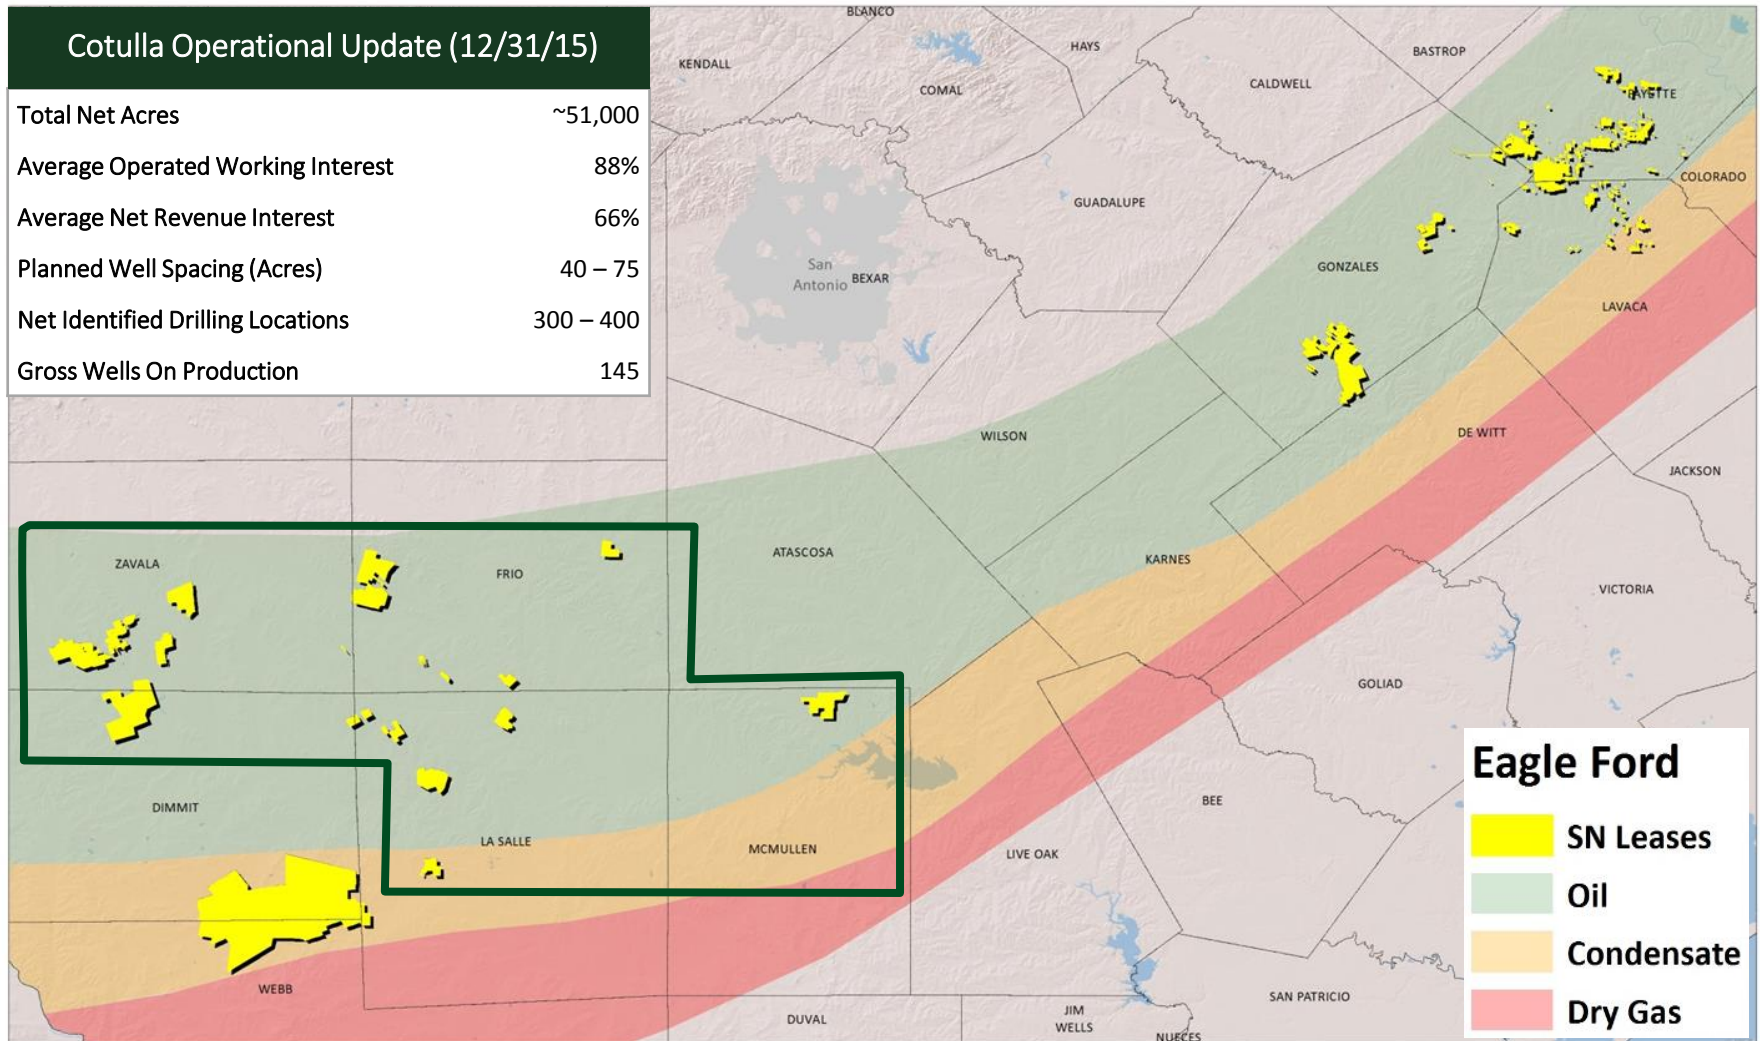 Cotulla Operational Update (12/31/15)
Total Net Acres ~51,000
Average Operated Working Interest 88%
Average Net Revenue Interest 66%
Planned Well Spacing (Acres) 40 – 75
Net Identified Drilling Locations 300 – 400
Gross Wells On Production 145
BLANCO
HAYS
BASTROP
KENDALL
COMAL
CALDWELL
FAYETTE
COLORADO
GUADALUPE
San
Antonio
BEXAR
GONZALES
LAVACA
WILSON
DE WITT
JACKSON
ATASCOSA
KARNES
ZAVALA
FRIO
VICTORIA
GOLIAD
DIMMIT
LA SALLE
MCMULLEN
LIVE OAK
BEE
WEBB
DUVAL
JIM
WELLS
NUECES
SAN PATRICIO
Eagle Ford
SN Leases
Oil
Condensate
Dry Gas